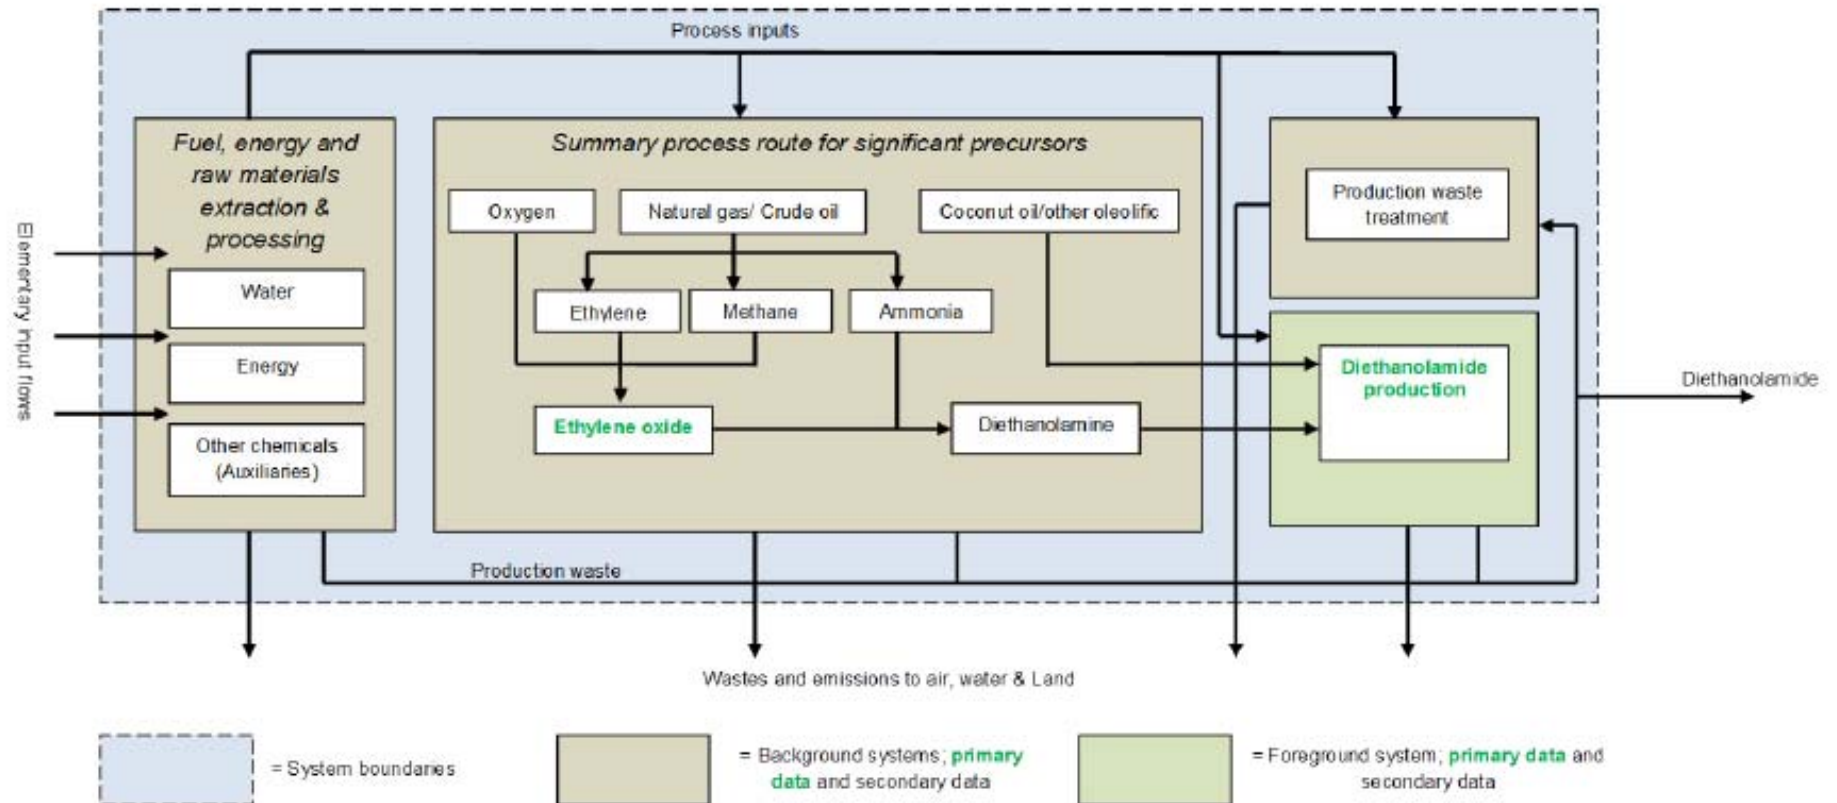 Process inputs
Fuel, energy and
raw materials
extraction &
processing
Summary process route for significant precursors
Oxygen
Natural gas/ Crude oil
Coconut oil/other oleolific
Production waste
treatment
Elementary input flows
Water
Ethylene
Methane
Ammonia
Energy
Diethanolamide
production
Diethanolamide
Ethylene oxide
Diethanolamine
Other chemicals
(Auxiliaries)
Production waste
Wastes and emissions to air, water & Land
= System boundaries
= Background systems; primary
data and secondary data
= Foreground system; primary data and
secondary data